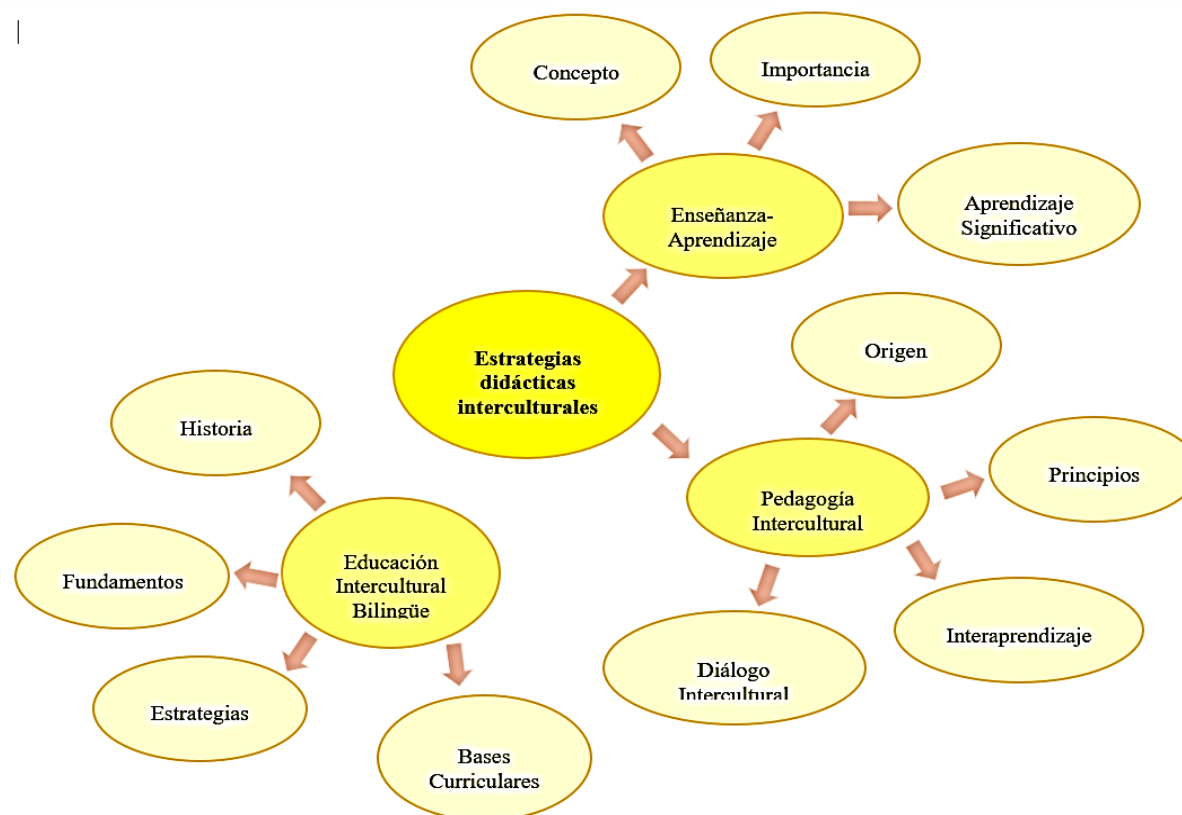 Concepto
Importancia
Enseñanza-
Aprendizaje
Aprendizaje
Significativo
Estrategias
didácticas
interculturales
Origen
Historia
Pedagogía
Intercultural
Principios
Educación
Intercultural
Bilingüe
Fundamentos
Interaprendizaje
Diálogo
Intercultural
Estrategias
Bases
Curriculares